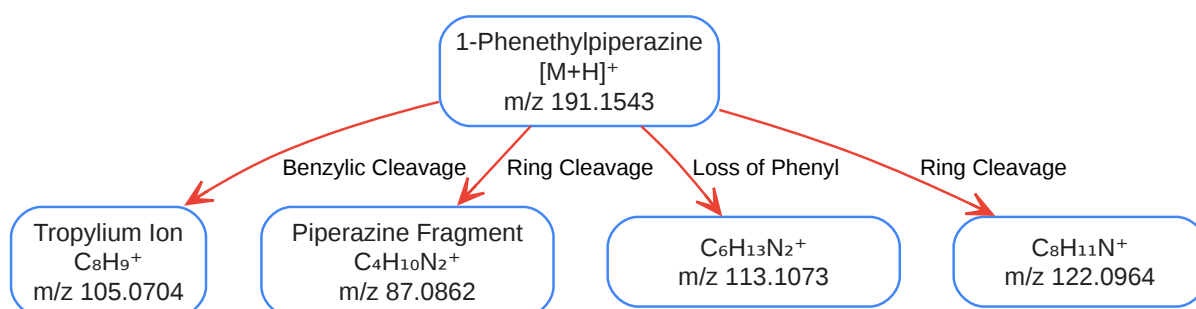 1-Phenethylpiperazine
[M+H]⁺
m/z 191.1543
Benzylic Cleavage
Ring Cleavage
Loss of Phenyl
Ring Cleavage
Tropylium Ion
C₈H₉⁺
m/z 105.0704
Piperazine Fragment
C₄H₁₀N₂⁺
m/z 87.0862
C₆H₁₃N₂⁺
m/z 113.1073
C₈H₁₁N⁺
m/z 122.0964